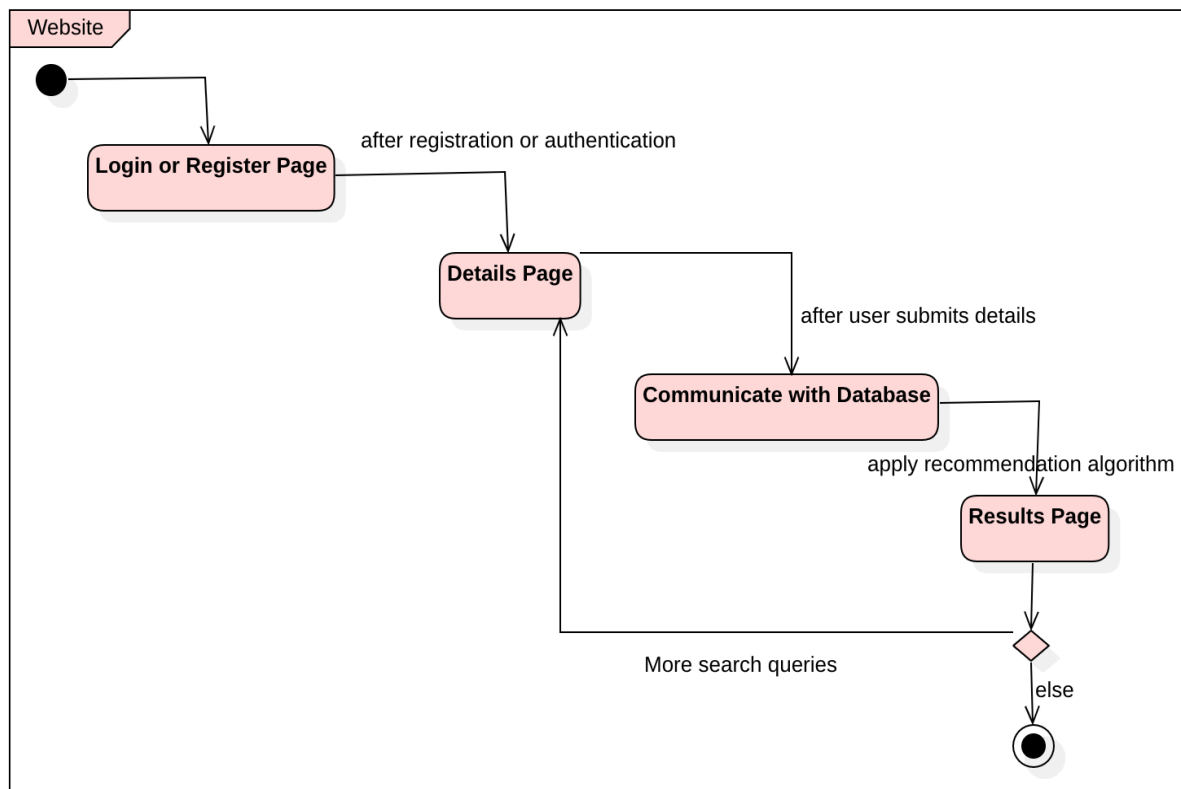 Website
after registration or authentication
Login or Register Page
Details Page
after user submits details
Communicate with Database
apply recommendation algorithm
Results Page
More search queries
else